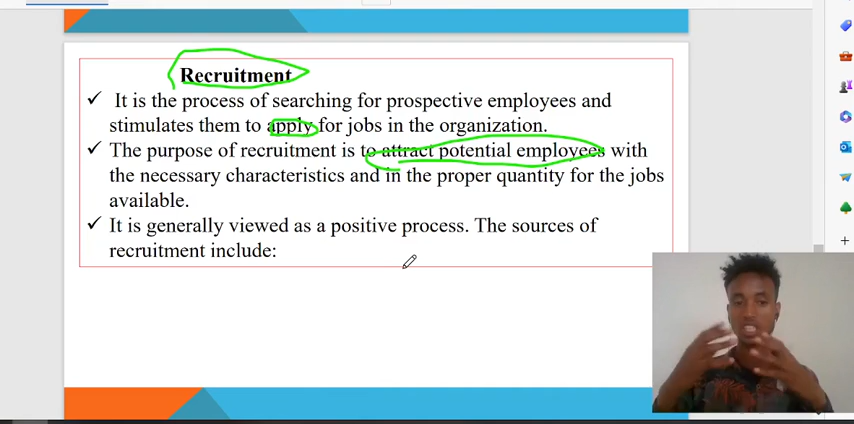 Recruitment
✓ It is the process of searching for prospective employees and
stimulates them to apply for jobs in the organization.
✓ The purpose of recruitment is to attract potential employees with
the necessary characteristics and in the proper quantity for the jobs
available.
✓ It is generally viewed as a positive process. The sources of
recruitment include: